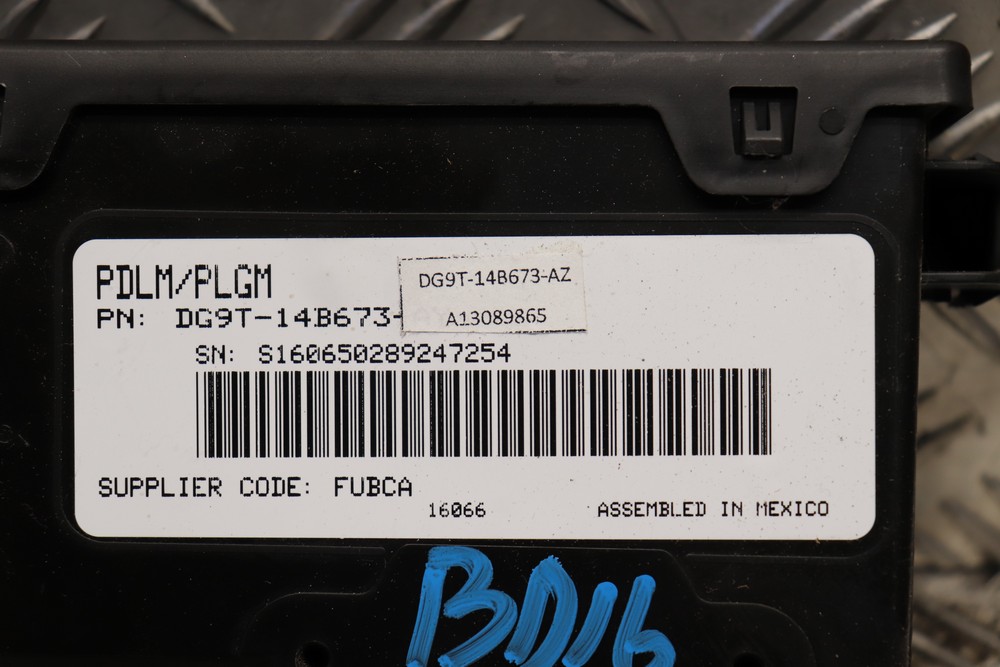 PDLM/PLGM
PN: DG9T-14B673-
DG9T-14B673-AZ
A13089865
SN: S160650289247254
SUPPLIER CODE: FUBCA
16066
ASSEMBLED IN MEXICO
BD16